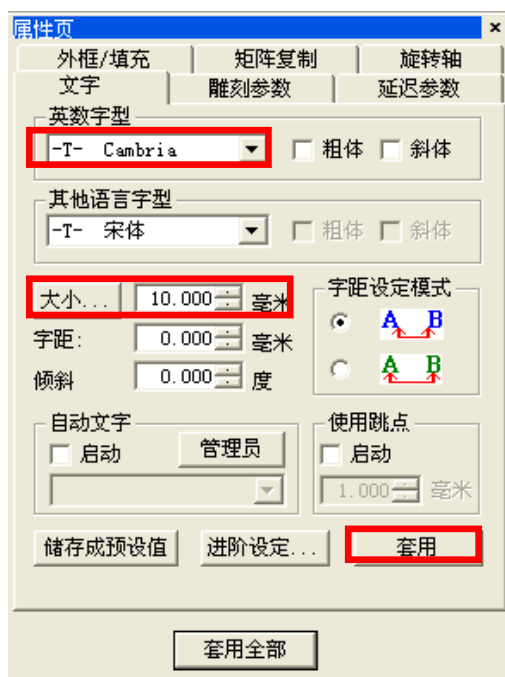 属性页
外框/填充 矩阵复制 旋转轴
文字 雕刻参数 延迟参数
英数字型
-T- Cambria 粗体 斜体
其他语言字型
-T- 宋体 粗体 斜体
大小... 10.000 毫米 字距设定模式
字距: 0.000 毫米 A B
倾斜 0.000 度 A B
自动文字 使用跳点
启动 管理员 启动
1.000 毫米
储存成预设值 进阶设定... 套用
套用全部